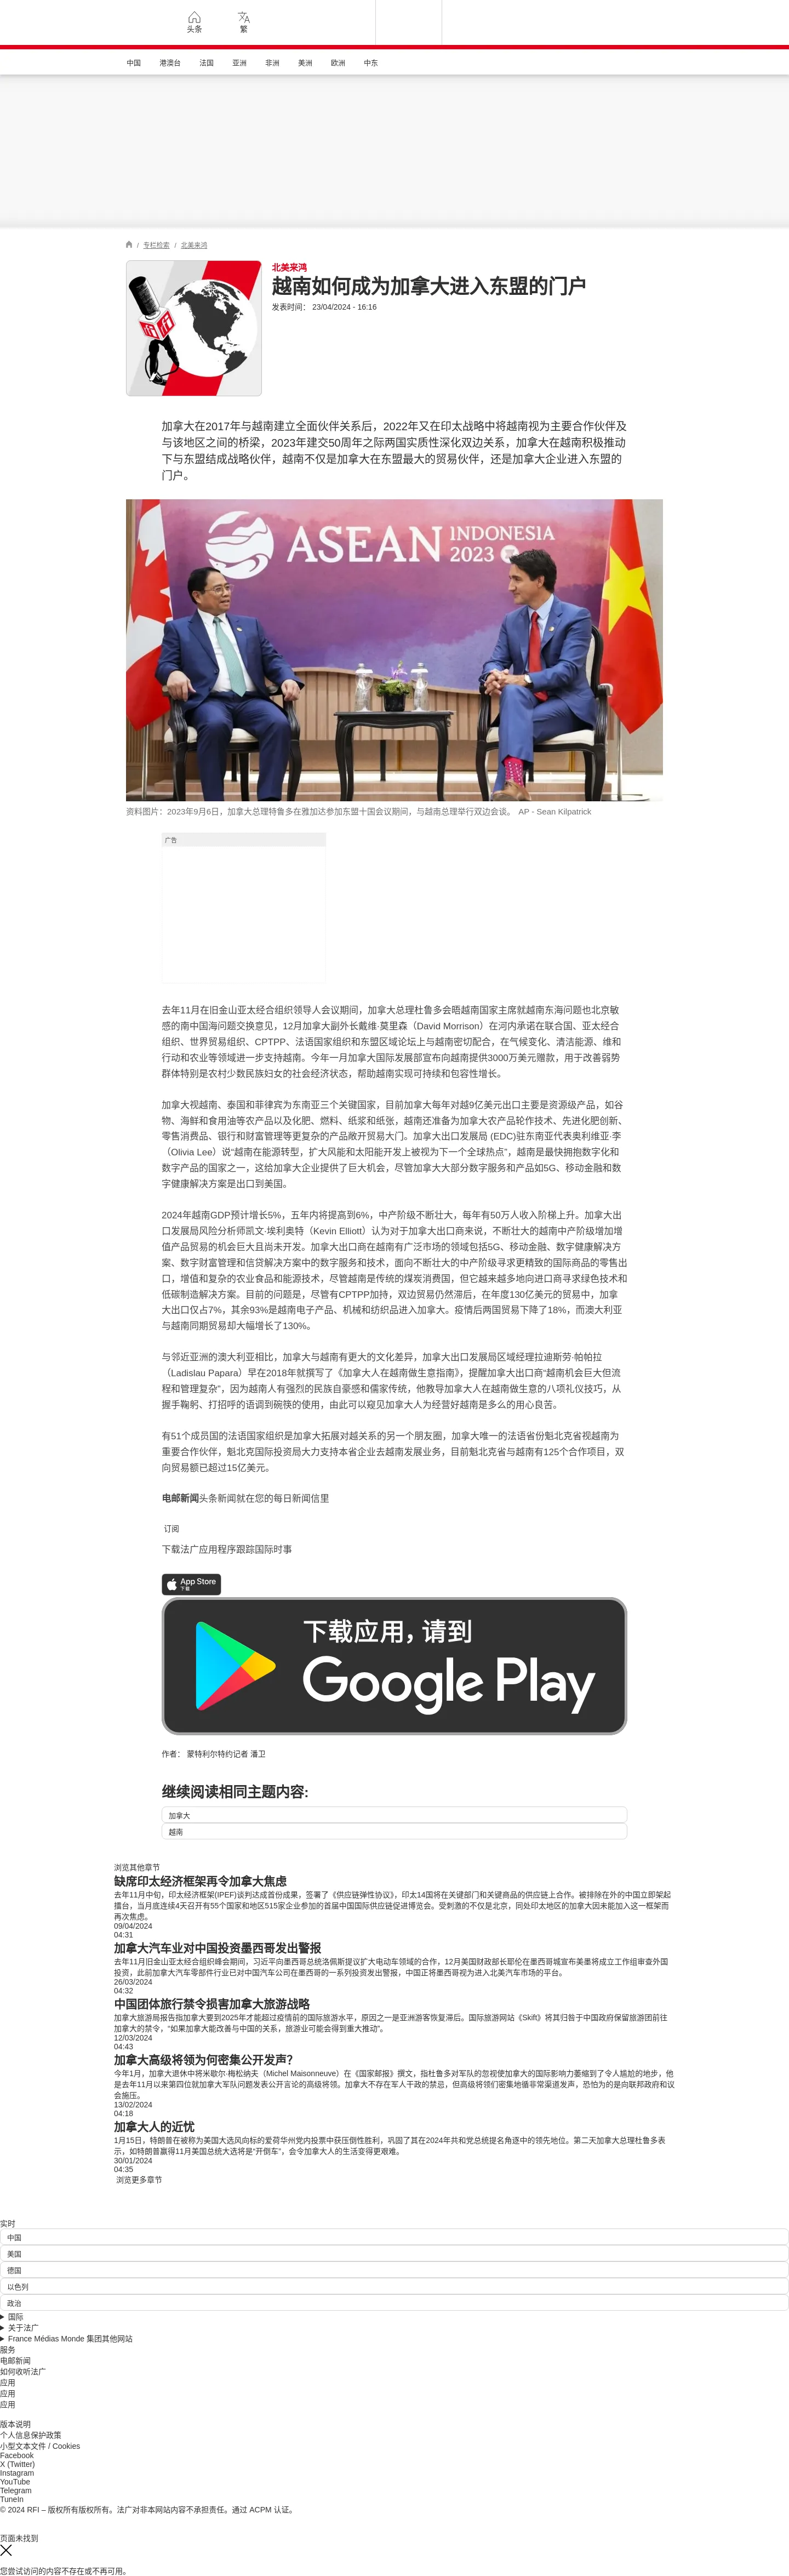 头条
繁
中国
港澳台
法国
亚洲
非洲
美洲
欧洲
中东
/ 专栏检索 / 北美来鸿
北美来鸿
越南如何成为加拿大进入东盟的门户
发表时间： 23/04/2024 - 16:16
rfi
加拿大在2017年与越南建立全面伙伴关系后，2022年又在印太战略中将越南视为主要合作伙伴及
与该地区之间的桥梁，2023年建交50周年之际两国实质性深化双边关系，加拿大在越南积极推动
下与东盟结成战略伙伴，越南不仅是加拿大在东盟最大的贸易伙伴，还是加拿大企业进入东盟的
门户。
ASEAN INDONESIA 2023
资料图片：2023年9月6日，加拿大总理特鲁多在雅加达参加东盟十国会议期间，与越南总理举行双边会谈。 AP - Sean Kilpatrick
广告
去年11月在旧金山亚太经合组织领导人会议期间，加拿大总理杜鲁多会晤越南国家主席就越南东海问题也北京敏
感的南中国海问题交换意见，12月加拿大副外长戴维·莫里森（David Morrison）在河内承诺在联合国、亚太经合
组织、世界贸易组织、CPTPP、法语国家组织和东盟区域论坛上与越南密切配合，在气候变化、清洁能源、维和
行动和农业等领域进一步支持越南。今年一月加拿大国际发展部宣布向越南提供3000万美元赠款，用于改善弱势
群体特别是农村少数民族妇女的社会经济状态，帮助越南实现可持续和包容性增长。
加拿大视越南、泰国和菲律宾为东南亚三个关键国家，目前加拿大每年对越9亿美元出口主要是资源级产品，如谷
物、海鲜和食用油等农产品以及化肥、燃料、纸浆和纸张，越南还准备为加拿大农产品轮作技术、先进化肥创新、
零售消费品、银行和财富管理等更复杂的产品敞开贸易大门。加拿大出口发展局 (EDC)驻东南亚代表奥利维亚·李
（Olivia Lee）说“越南在能源转型，扩大风能和太阳能开发上被视为下一个全球热点”，越南是最快拥抱数字化和
数字产品的国家之一，这给加拿大企业提供了巨大机会，尽管加大大部分数字服务和产品如5G、移动金融和数
字健康解决方案是出口到美国。
2024年越南GDP预计增长5%，五年内将提高到6%，中产阶级不断壮大，每年有50万人收入阶梯上升。加拿大出
口发展局风险分析师凯文·埃利奥特（Kevin Elliott）认为对于加拿大出口商来说，不断壮大的越南中产阶级增加增
值产品贸易的机会巨大且尚未开发。加拿大出口商在越南有广泛市场的领域包括5G、移动金融、数字健康解决方
案、数字财富管理和信贷解决方案中的数字服务和技术，面向不断壮大的中产阶级寻求更精致的国际商品的零售出
口，增值和复杂的农业食品和能源技术，尽管越南是传统的煤炭消费国，但它越来越多地向进口商寻求绿色技术和
低碳制造解决方案。目前的问题是，尽管有CPTPP加持，双边贸易仍然滞后，在年度130亿美元的贸易中，加拿
大出口仅占7%，其余93%是越南电子产品、机械和纺织品进入加拿大。疫情后两国贸易下降了18%，而澳大利亚
与越南同期贸易却大幅增长了130%。
与邻近亚洲的澳大利亚相比，加拿大与越南有更大的文化差异，加拿大出口发展局区域经理拉迪斯劳·帕帕拉
（Ladislau Papara）早在2018年就撰写了《加拿大人在越南做生意指南》，提醒加拿大出口商“越南机会巨大但流
程和管理复杂”，因为越南人有强烈的民族自豪感和儒家传统，他教导加拿大人在越南做生意的八项礼仪技巧，从
握手鞠躬、打招呼的语调到碗筷的使用，由此可以窥见加拿大人为经营好越南是多么的用心良苦。
有51个成员国的法语国家组织是加拿大拓展对越关系的另一个朋友圈，加拿大唯一的法语省份魁北克省视越南为
重要合作伙伴，魁北克国际投资局大力支持本省企业去越南发展业务，目前魁北克省与越南有125个合作项目，双
向贸易额已超过15亿美元。
电邮新闻头条新闻就在您的每日新闻信里
订阅
下载法广应用程序跟踪国际时事
App Store
下载
下载应用，请到
Google Play
作者： 蒙特利尔特约记者 潘卫
继续阅读相同主题内容:
加拿大
越南
浏览其他章节
缺席印太经济框架再令加拿大焦虑
去年11月中旬，印太经济框架(IPEF)谈判达成首份成果，签署了《供应链弹性协议》，印太14国将在关键部门和关键商品的供应链上合作。被排除在外的中国立即架起
擂台，当月底连续4天召开有55个国家和地区515家企业参加的首届中国国际供应链促进博览会。受刺激的不仅是北京，同处印太地区的加拿大因未能加入这一框架而
再次焦虑。
09/04/2024
04:31
加拿大汽车业对中国投资墨西哥发出警报
去年11月旧金山亚太经合组织峰会期间，习近平向墨西哥总统洛佩斯提议扩大电动车领域的合作，12月美国财政部长耶伦在墨西哥城宣布美墨将成立工作组审查外国
投资，此前加拿大汽车零部件行业已对中国汽车公司在墨西哥的一系列投资发出警报，中国正将墨西哥视为进入北美汽车市场的平台。
26/03/2024
04:32
中国团体旅行禁令损害加拿大旅游战略
加拿大旅游局报告指加拿大要到2025年才能超过疫情前的国际旅游水平，原因之一是亚洲游客恢复滞后。国际旅游网站《Skift》将其归咎于中国政府保留旅游团前往
加拿大的禁令，“如果加拿大能改善与中国的关系，旅游业可能会得到重大推动”。
12/03/2024
04:43
加拿大高级将领为何密集公开发声？
今年1月，加拿大退休中将米歇尔·梅松纳夫（Michel Maisonneuve）在《国家邮报》撰文，指杜鲁多对军队的忽视使加拿大的国际影响力萎缩到了令人尴尬的地步，他
是去年11月以来第四位就加拿大军队问题发表公开言论的高级将领。加拿大不存在军人干政的禁忌，但高级将领们密集地循非常渠道发声，恐怕为的是向联邦政府和议
会施压。
13/02/2024
04:18
加拿大人的近忧
1月15日，特朗普在被称为美国大选风向标的爱荷华州党内投票中获压倒性胜利，巩固了其在2024年共和党总统提名角逐中的领先地位。第二天加拿大总理杜鲁多表
示，如特朗普赢得11月美国总统大选将是“开倒车”，会令加拿大人的生活变得更艰难。
30/01/2024
04:35
浏览更多章节
实时
中国
美国
德国
以色列
政治
国际
关于法广
France Médias Monde 集团其他网站
服务
电邮新闻
如何收听法广
应用
应用
应用
版本说明
个人信息保护政策
小型文本文件 / Cookies
Facebook
X (Twitter)
Instagram
YouTube
Telegram
TuneIn
© 2024 RFI – 版权所有版权所有。法广对非本网站内容不承担责任。通过 ACPM 认证。
页面未找到
您尝试访问的内容不存在或不再可用。